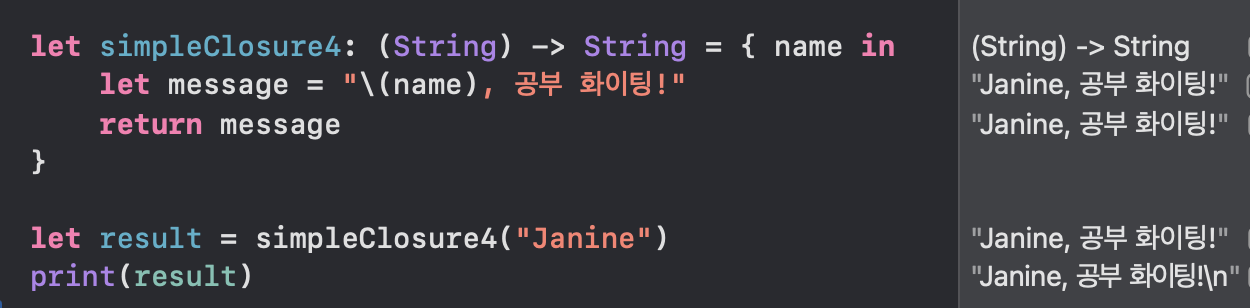 let simpleClosure4: (String) -> String = { name in
(String) -> String
let message = "\(name), 공부 화이팅!"
"Janine, 공부 화이팅!"
return message
"Janine, 공부 화이팅!"
}
let result = simpleClosure4("Janine")
"Janine, 공부 화이팅!"
print(result)
"Janine, 공부 화이팅!\n"